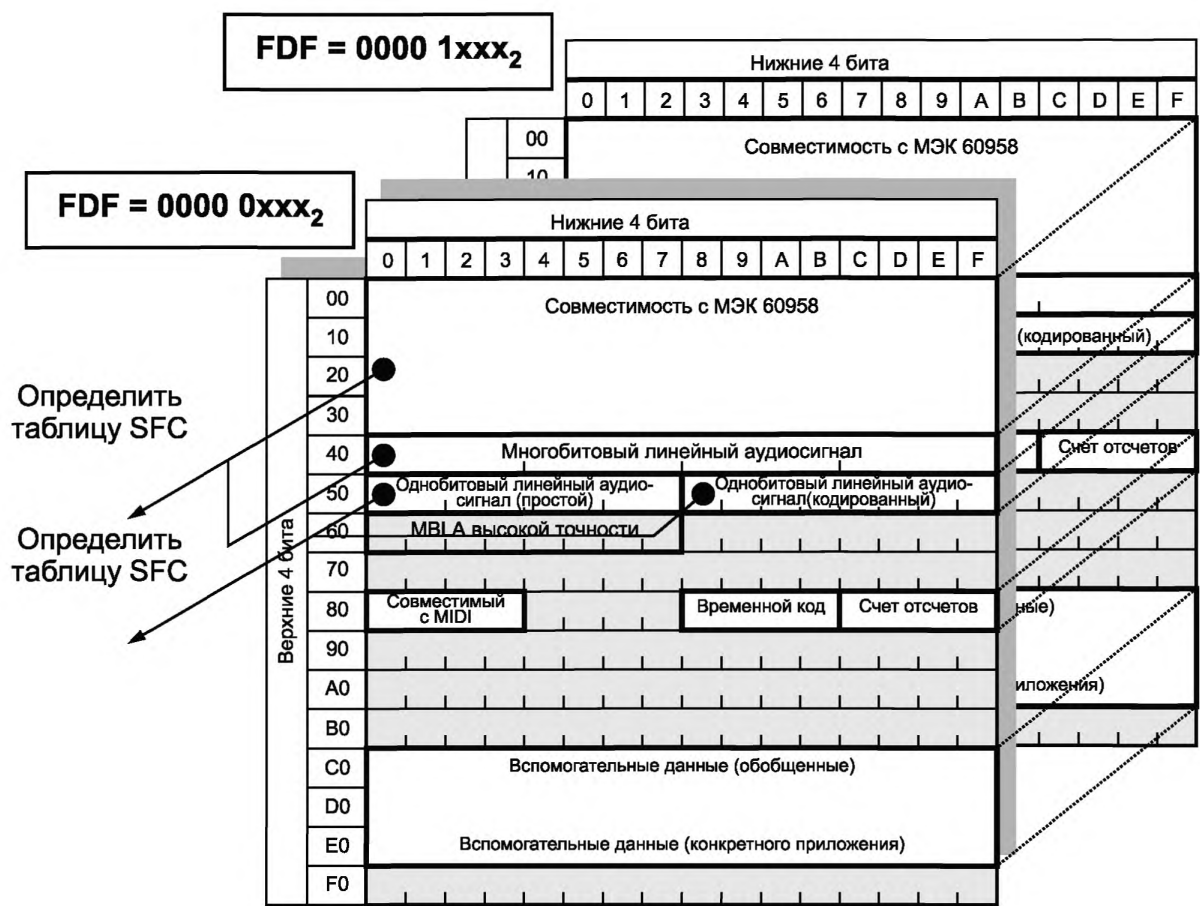 FDF = 0000 1xxx₂
Нижние 4 бита
0 1 2 3 4 5 6 7 8 9 A B C D E F
00
Совместимость с МЭК 60958
10
FDF = 0000 0xxx₂
Нижние 4 бита
0 1 2 3 4 5 6 7 8 9 A B C D E F
Верхние 4 бита
00
Совместимость с МЭК 60958
10
(кодированный)
20
Определить
таблицу SFC
30
40
Многобитовый линейный аудиосигнал
Счет отсчетов
50
Однобитовый линейный аудио-
сигнал (простой)
Однобитовый линейный аудио-
сигнал(кодированный)
Определить
таблицу SFC
60
MBLA высокой точности
70
80
Совместимый
с MIDI
Временной код
Счет отсчетов
ные)
90
A0
иложения)
B0
C0
Вспомогательные данные (обобщенные)
D0
E0
Вспомогательные данные (конкретного приложения)
F0